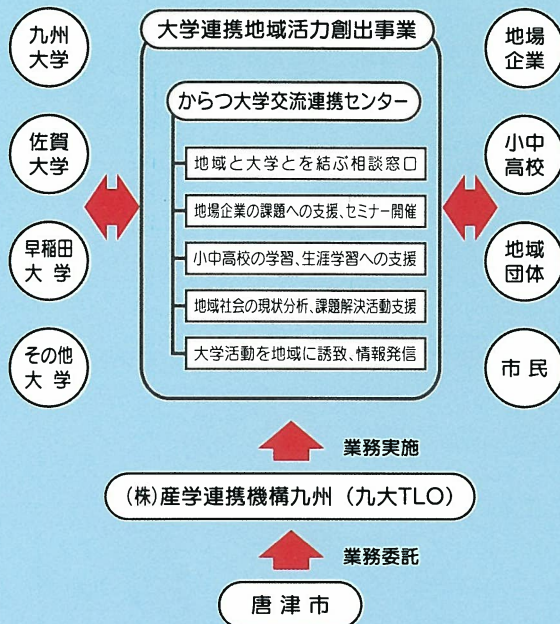 大学連携地域活力創出事業
からつ大学交流連携センター
地域と大学とを結ぶ相談窓口
地場企業の課題への支援、セミナー開催
小中高校の学習、生涯学習への支援
地域社会の現状分析、課題解決活動支援
大学活動を地域に誘致、情報発信
九州
大学
佐賀
大学
早稲田
大学
その他
大学
地場
企業
小中
高校
地域
団体
市民
業務実施
(株)産学連携機構九州(九大TLO)
業務委託
唐津市